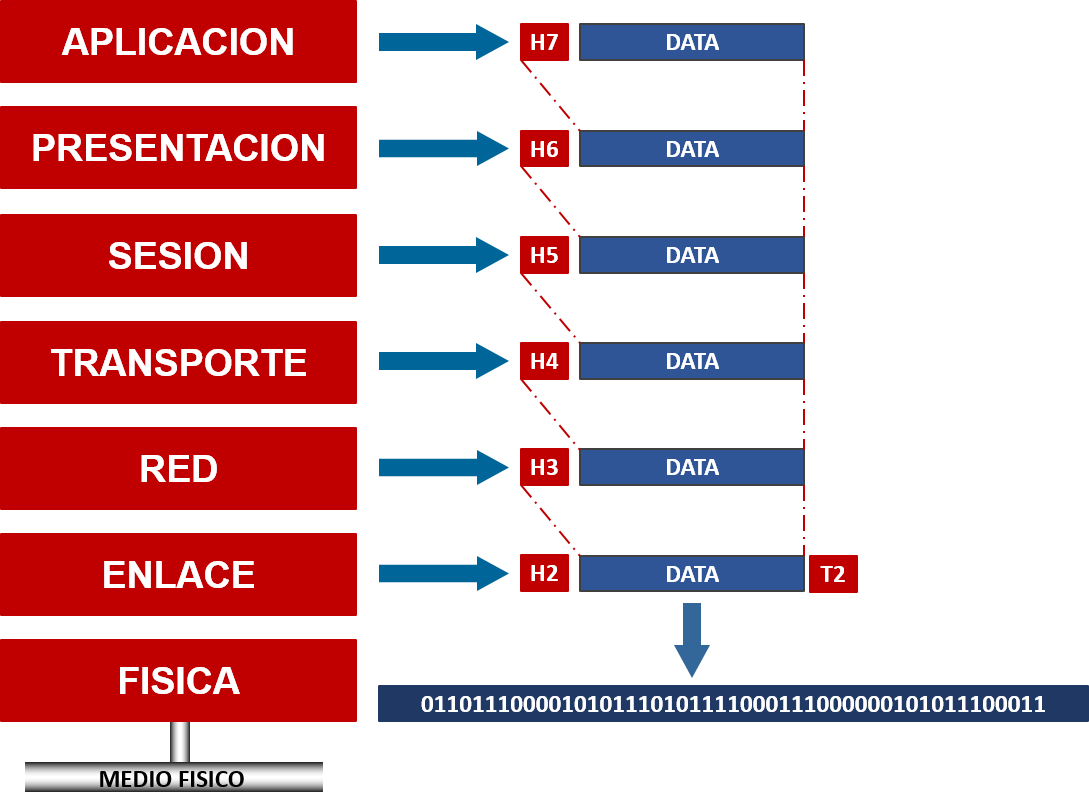 APLICACION
H7 DATA
PRESENTACION
H6 DATA
SESION
H5 DATA
TRANSPORTE
H4 DATA
RED
H3 DATA
ENLACE
H2 DATA T2
FISICA
0110111000010101110101111000111000000101011100011
MEDIO FISICO